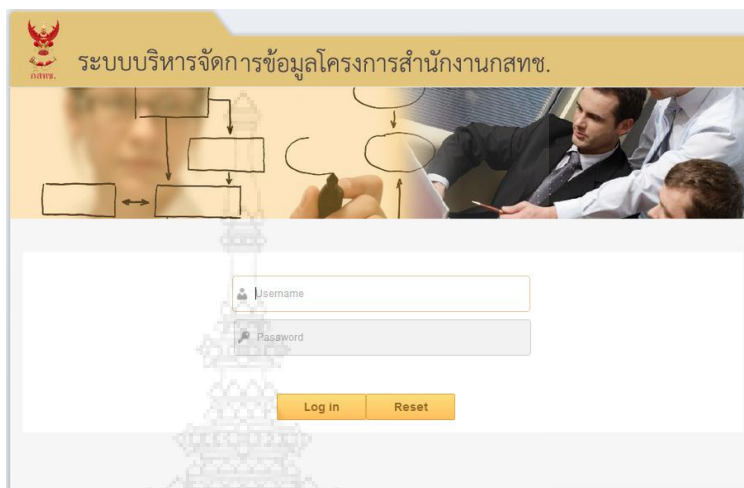 กสทช.
ระบบบริหารจัดการข้อมูลโครงการสำนักงานกสทช.
Username
Password
Log in
Reset